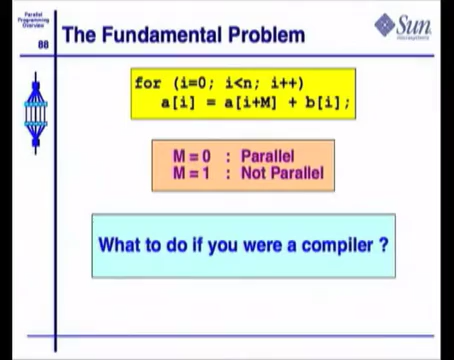 Parallel
Programming
Overview
88
The Fundamental Problem
Sun
microsystems
for (i=0; i<n; i++)
a[i] = a[i+M] + b[i];
M = 0 : Parallel
M = 1 : Not Parallel
What to do if you were a compiler ?